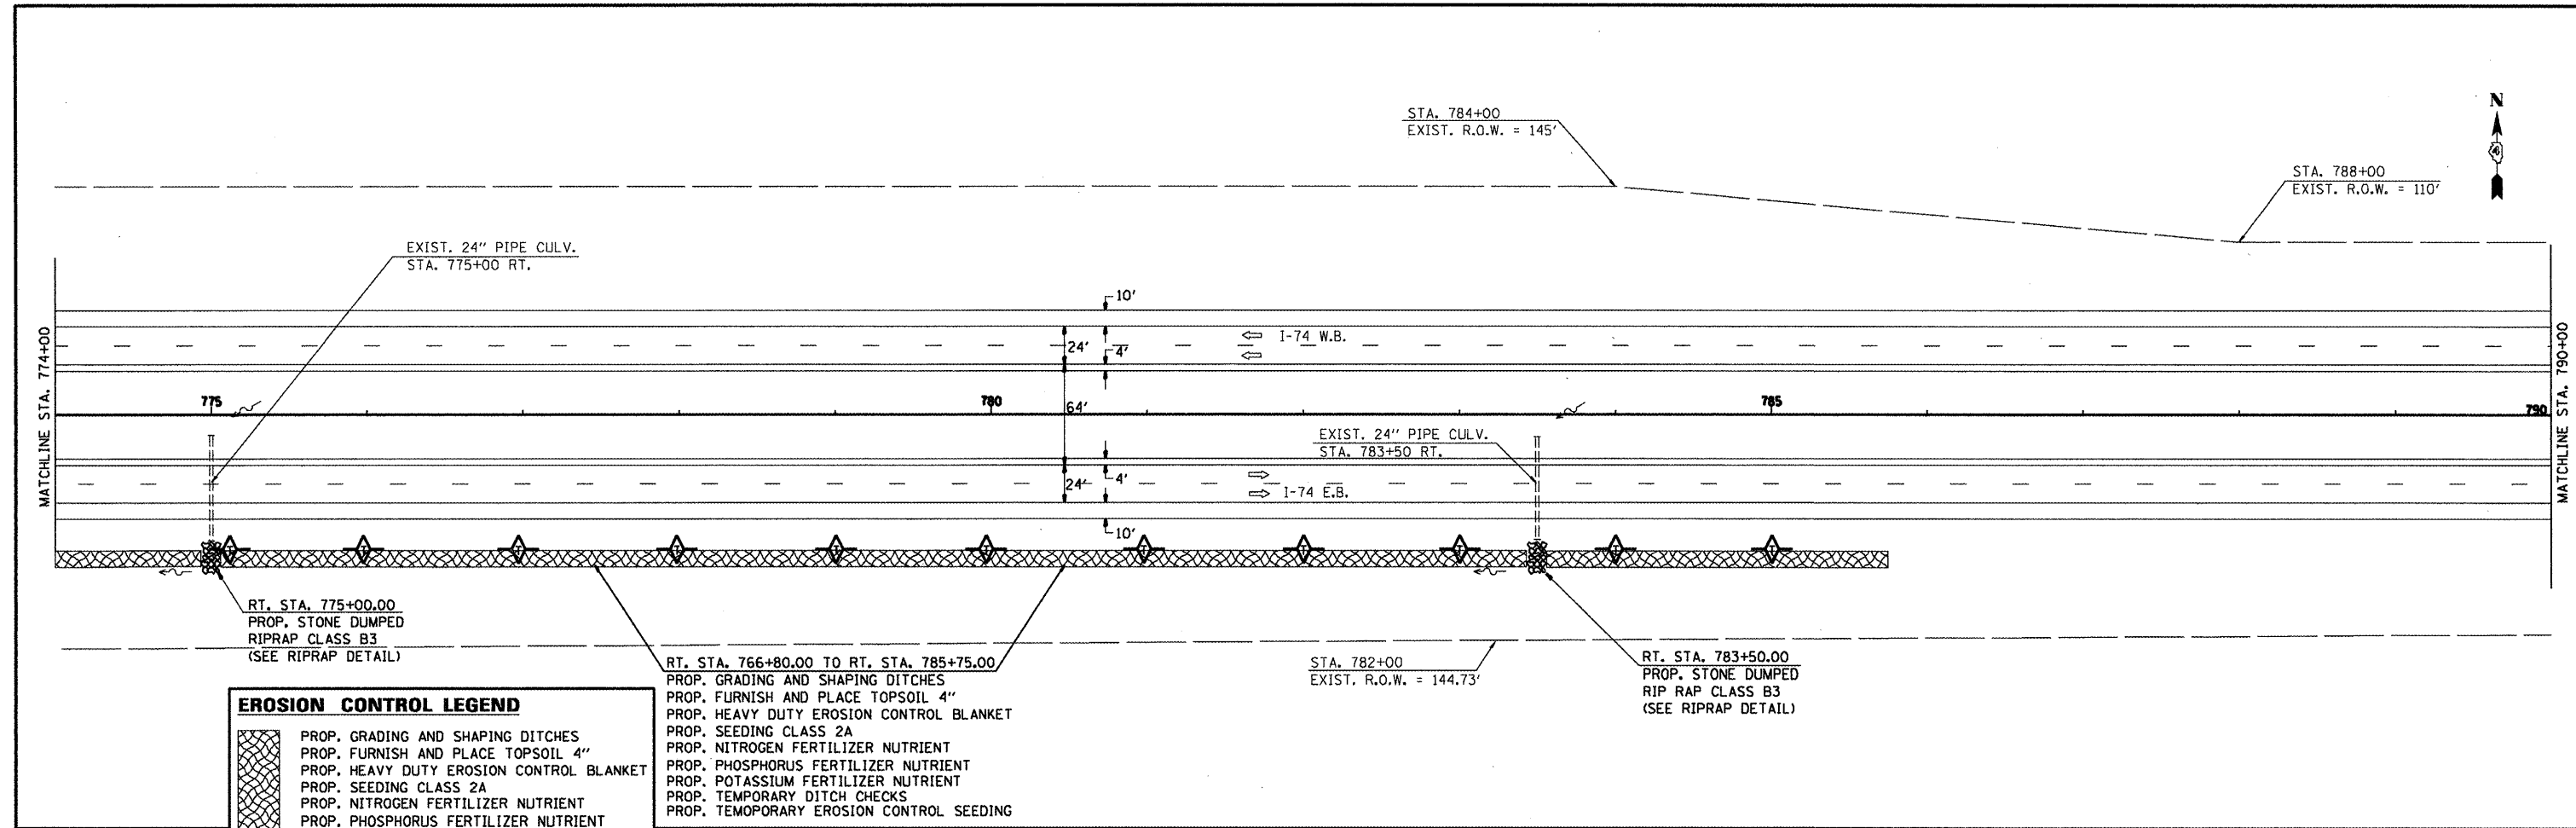 STA. 784+00
EXIST. R.O.W. = 145'
N
STA. 788+00
EXIST. R.O.W. = 110'
EXIST. 24" PIPE CULV.
STA. 775+00 RT.
MATCHLINE STA. 774+00
MATCHLINE STA. 790+00
10'
24'
4'
I-74 W.B.
775
780
785
790
64'
EXIST. 24" PIPE CULV.
STA. 783+50 RT.
24'
4'
I-74 E.B.
10'
T
T
T
T
T
T
T
T
T
T
T
RT. STA. 775+00.00
PROP. STONE DUMPED
RIPRAP CLASS B3
(SEE RIPRAP DETAIL)
RT. STA. 766+80.00 TO RT. STA. 785+75.00
PROP. GRADING AND SHAPING DITCHES
PROP. FURNISH AND PLACE TOPSOIL 4"
PROP. HEAVY DUTY EROSION CONTROL BLANKET
PROP. SEEDING CLASS 2A
PROP. NITROGEN FERTILIZER NUTRIENT
PROP. PHOSPHORUS FERTILIZER NUTRIENT
PROP. POTASSIUM FERTILIZER NUTRIENT
PROP. TEMPORARY DITCH CHECKS
PROP. TEMOPORARY EROSION CONTROL SEEDING
STA. 782+00
EXIST. R.O.W. = 144.73'
RT. STA. 783+50.00
PROP. STONE DUMPED
RIP RAP CLASS B3
(SEE RIPRAP DETAIL)
EROSION CONTROL LEGEND
PROP. GRADING AND SHAPING DITCHES
PROP. FURNISH AND PLACE TOPSOIL 4"
PROP. HEAVY DUTY EROSION CONTROL BLANKET
PROP. SEEDING CLASS 2A
PROP. NITROGEN FERTILIZER NUTRIENT
PROP. PHOSPHORUS FERTILIZER NUTRIENT